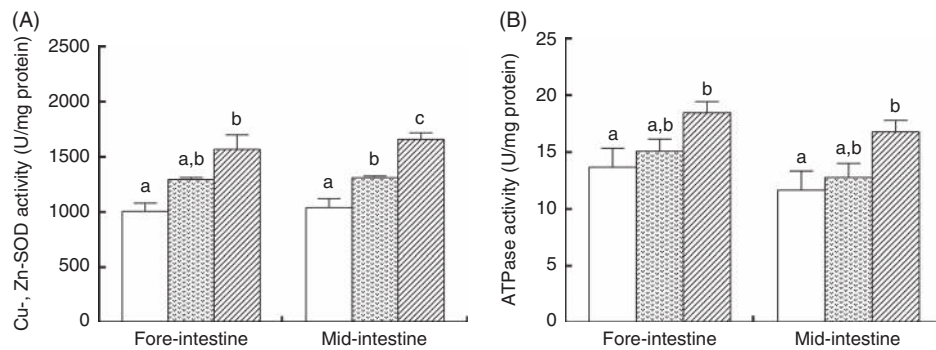 (A)
Cu-, Zn-SOD activity (U/mg protein)
2500
2000
1500
1000
500
0
a
a,b
b
a
b
c
Fore-intestine
Mid-intestine
(B)
ATPase activity (U/mg protein)
25
20
15
10
5
0
a
a,b
b
a
a,b
b
Fore-intestine
Mid-intestine